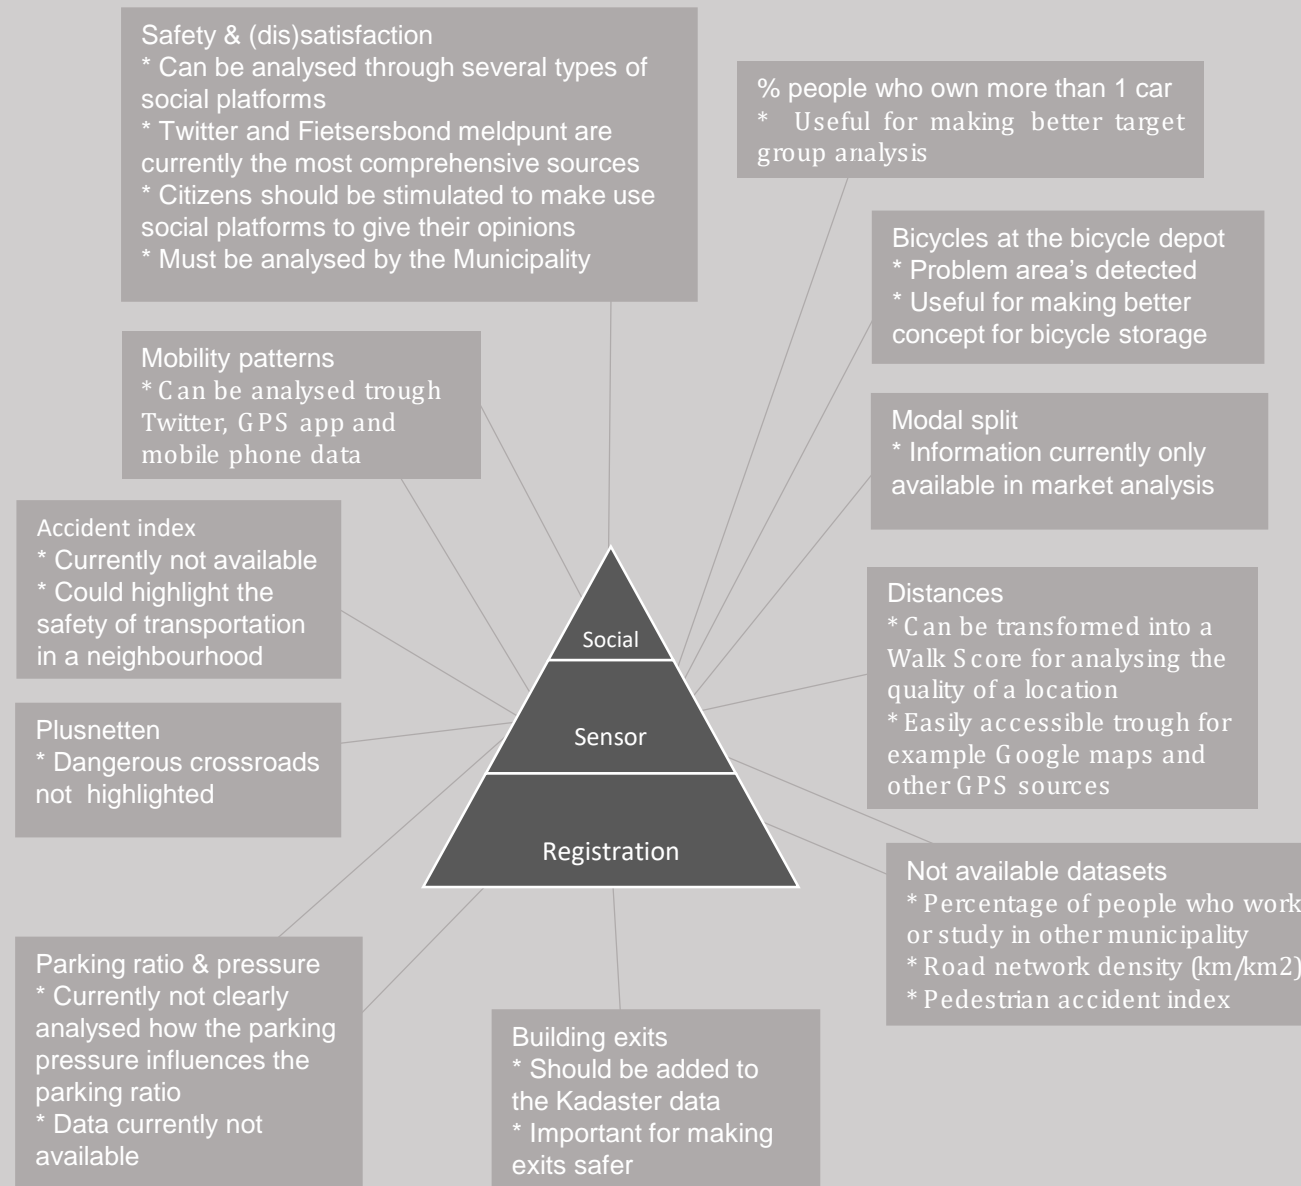 Safety & (dis)satisfaction
* Can be analysed through several types of
social platforms
* Twitter and Fietsersbond meldpunt are
currently the most comprehensive sources
* Citizens should be stimulated to make use
social platforms to give their opinions
* Must be analysed by the Municipality
% people who own more than 1 car
* Useful for making better target
group analysis
Bicycles at the bicycle depot
* Problem area's detected
* Useful for making better
concept for bicycle storage
Mobility patterns
* Can be analysed trough
Twitter, GPS app and
mobile phone data
Modal split
* Information currently only
available in market analysis
Accident index
* Currently not available
* Could highlight the
safety of transportation
in a neighbourhood
Distances
* Can be transformed into a
Walk Score for analysing the
quality of a location
* Easily accessible trough for
example Google maps and
other GPS sources
Social
Sensor
Registration
Plusnetten
* Dangerous crossroads
not highlighted
Not available datasets
* Percentage of people who work
or study in other municipality
* Road network density (km/km2)
* Pedestrian accident index
Parking ratio & pressure
* Currently not clearly
analysed how the parking
pressure influences the
parking ratio
* Data currently not
available
Building exits
* Should be added to
the Kadaster data
* Important for making
exits safer